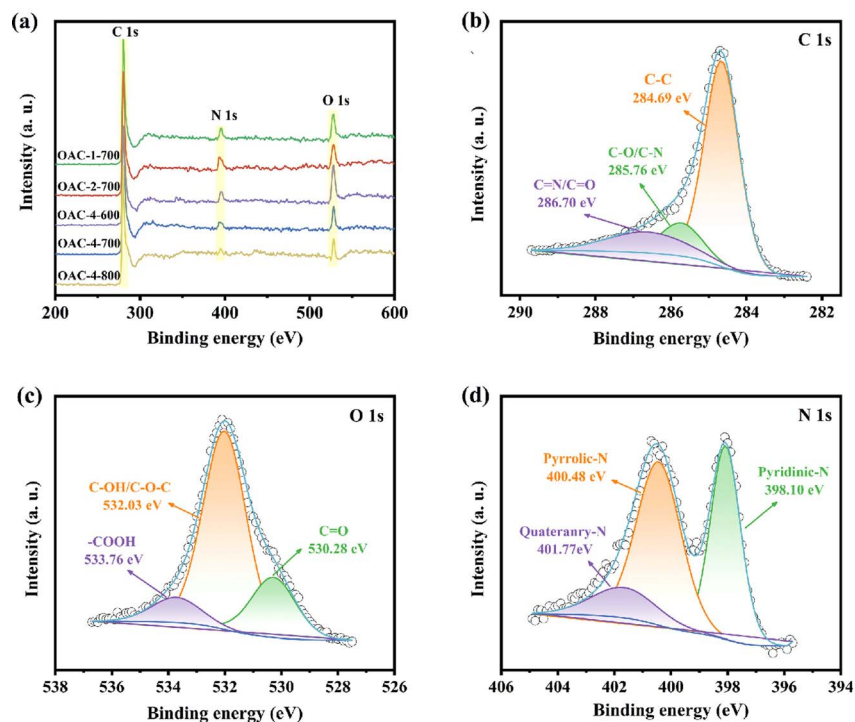 (a)
C 1s
N 1s
O 1s
OAC-1-700
OAC-2-700
OAC-4-600
OAC-4-700
OAC-4-800
Intensity (a. u.)
200 300 400 500 600
Binding energy (eV)
(b)
C 1s
C-C
284.69 eV
C-O/C-N
285.76 eV
C=N/C=O
286.70 eV
Intensity (a. u.)
290 288 286 284 282
Binding energy (eV)
(c)
O 1s
C-OH/C-O-C
532.03 eV
-COOH
533.76 eV
C=O
530.28 eV
Intensity (a. u.)
538 536 534 532 530 528 526
Binding energy (eV)
(d)
N 1s
Pyrrolic-N
400.48 eV
Pyridinic-N
398.10 eV
Quateranry-N
401.77eV
Intensity (a. u.)
406 404 402 400 398 396 394
Binding energy (eV)